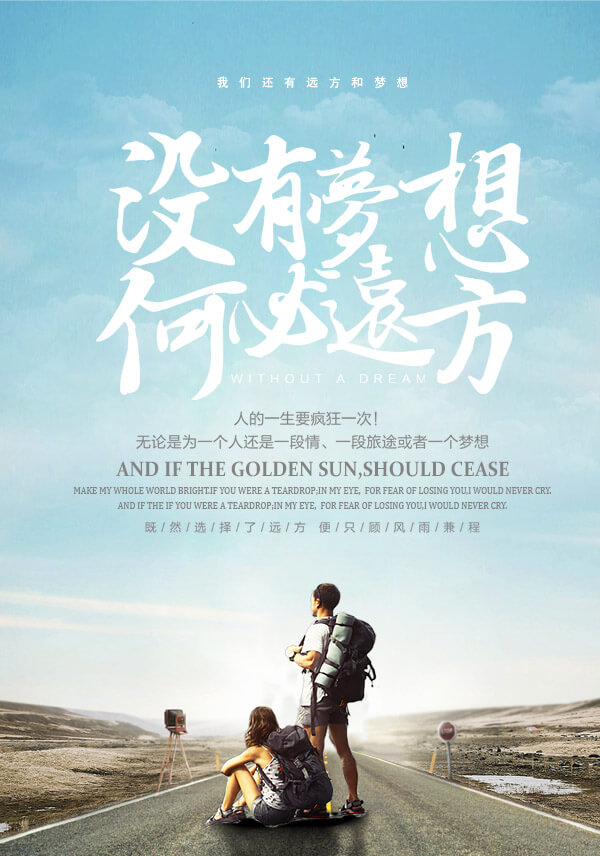 我们还有远方和梦想
没有夢想
何必遠方
WITHOUT A DREAM
人的一生要疯狂一次！
无论是为一个人还是一段情、一段旅途或者一个梦想
AND IF THE GOLDEN SUN,SHOULD CEASE
MAKE MY WHOLE WORLD BRIGHT.IF YOU WERE A TEARDROP;IN MY EYE, FOR FEAR OF LOSING YOU,I WOULD NEVER CRY.
AND IF THE IF YOU WERE A TEARDROP;IN MY EYE, FOR FEAR OF LOSING YOU,I WOULD NEVER CRY.
既/然/选/择/了/远/方 便/只/顾/风/雨/兼/程